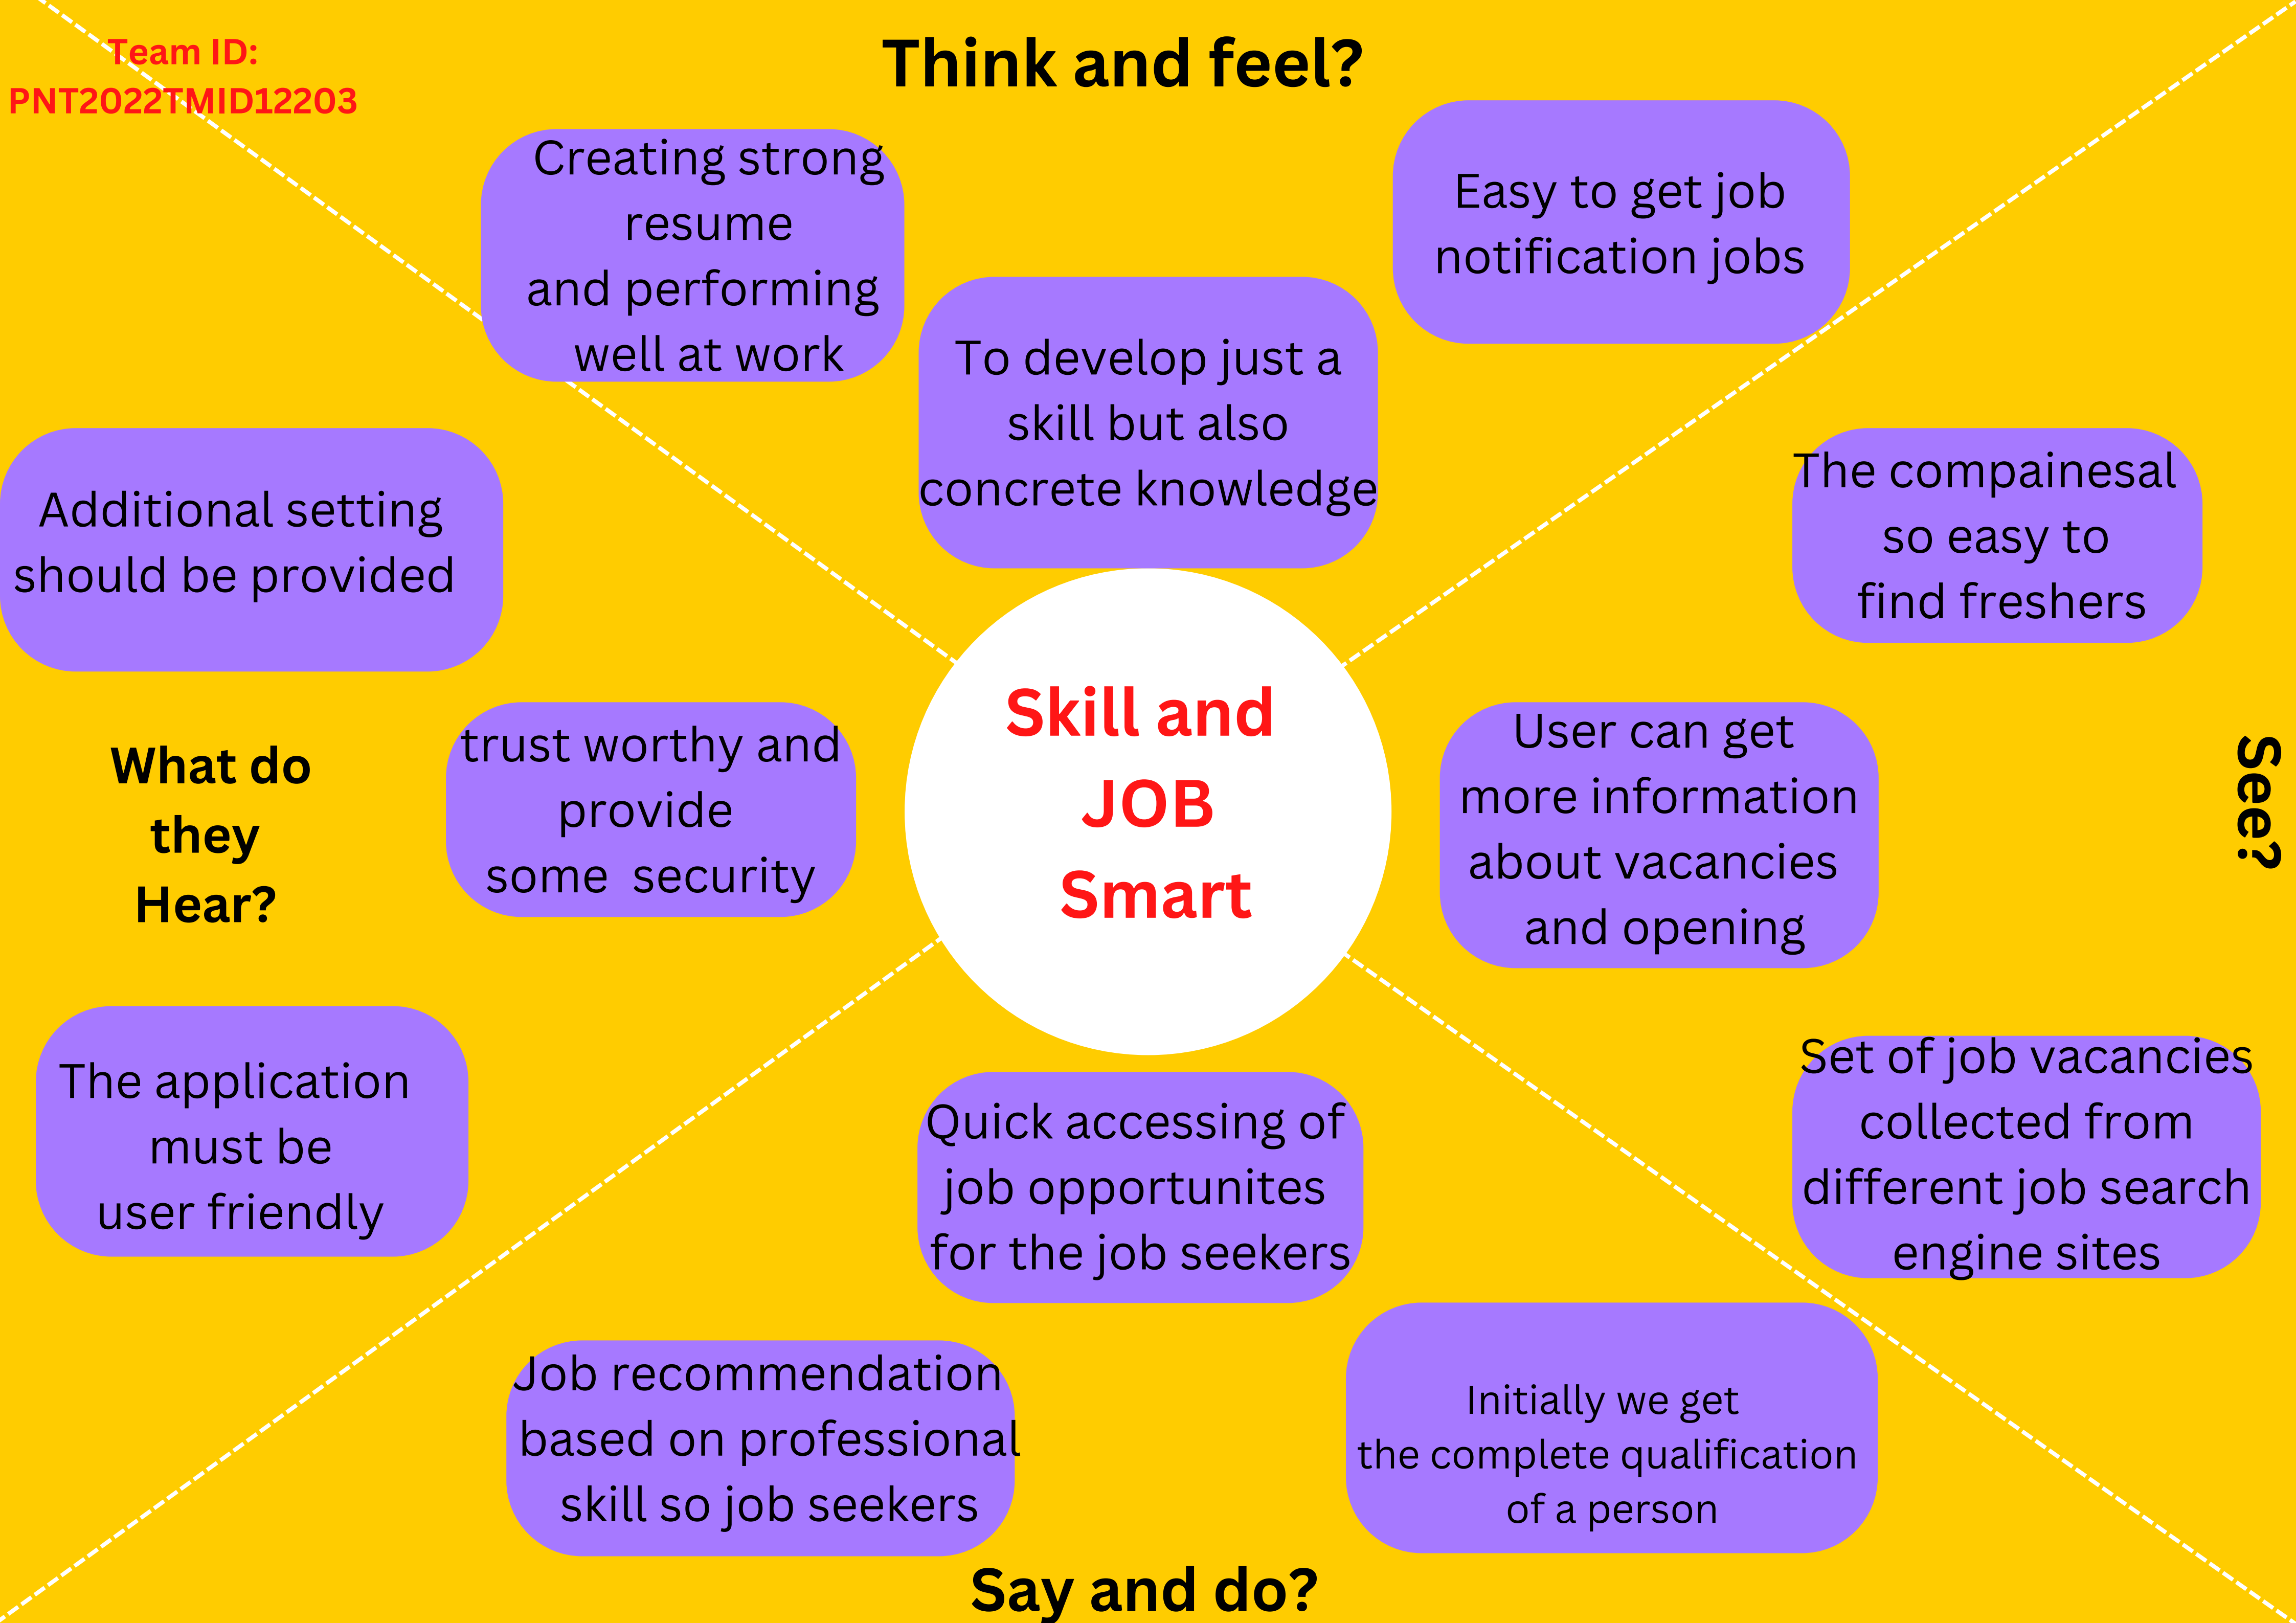 Team ID:
PNT2022TMID12203
Think and feel?
Creating strong
resume
and performing
well at work
To develop just a
skill but also
concrete knowledge
Easy to get job
notification jobs
Additional setting
should be provided
What do
they
Hear?
trust worthy and
provide
some  security
The application
must be
user friendly
Skill and
JOB
Smart
The compainesal
so easy to
find freshers
User can get
more information
about vacancies
and opening
See?
Set of job vacancies
collected from
different job search
engine sites
Quick accessing of
job opportunites
for the job seekers
Job recommendation
based on professional
skill so job seekers
Initially we get
the complete qualification
of a person
Say and do?